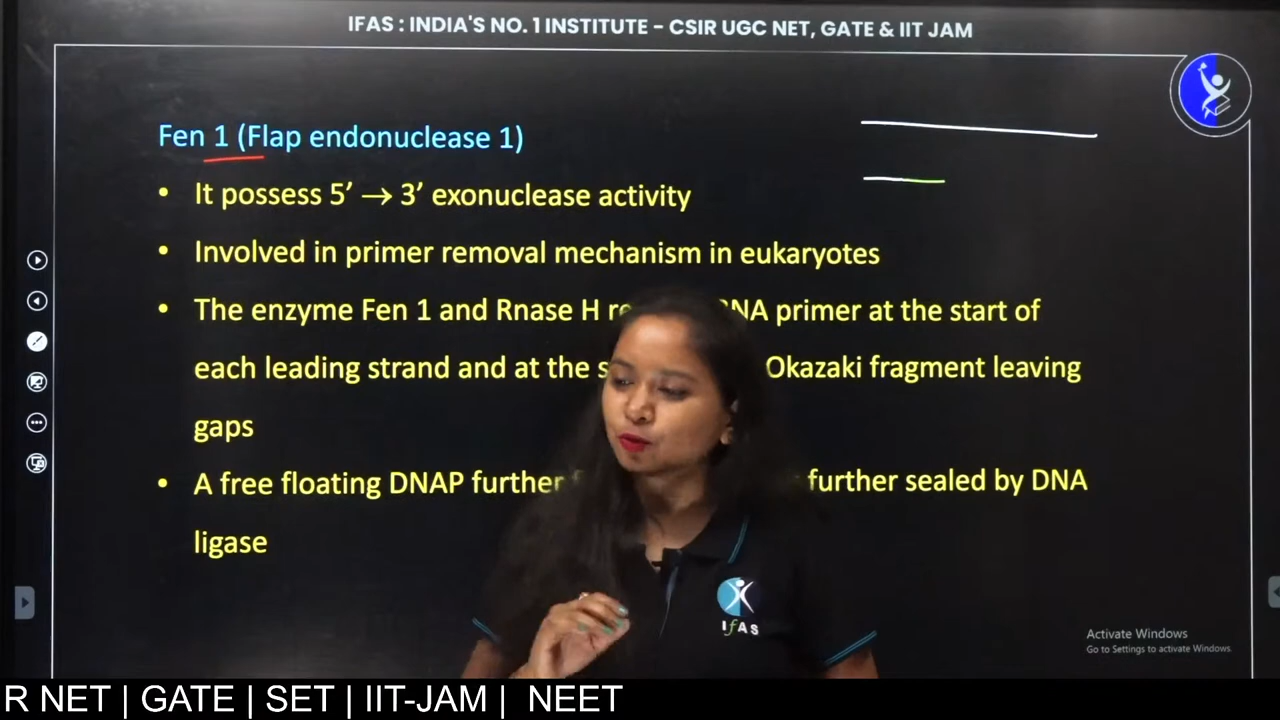 IFAS : INDIA'S NO. 1 INSTITUTE – CSIR UGC NET, GATE & IIT JAM
Fen 1 (Flap endonuclease 1)
• It possess 5′ → 3′ exonuclease activity
• Involved in primer removal mechanism in eukaryotes
• The enzyme Fen 1 and Rnase H primer at the start of
each leading strand and at the Okazaki fragment leaving
gaps
• A free floating DNAP further further sealed by DNA
ligase
IFAS
Activate Windows
Go to Settings to activate Windows.
R NET | GATE | SET | IIT-JAM | NEET